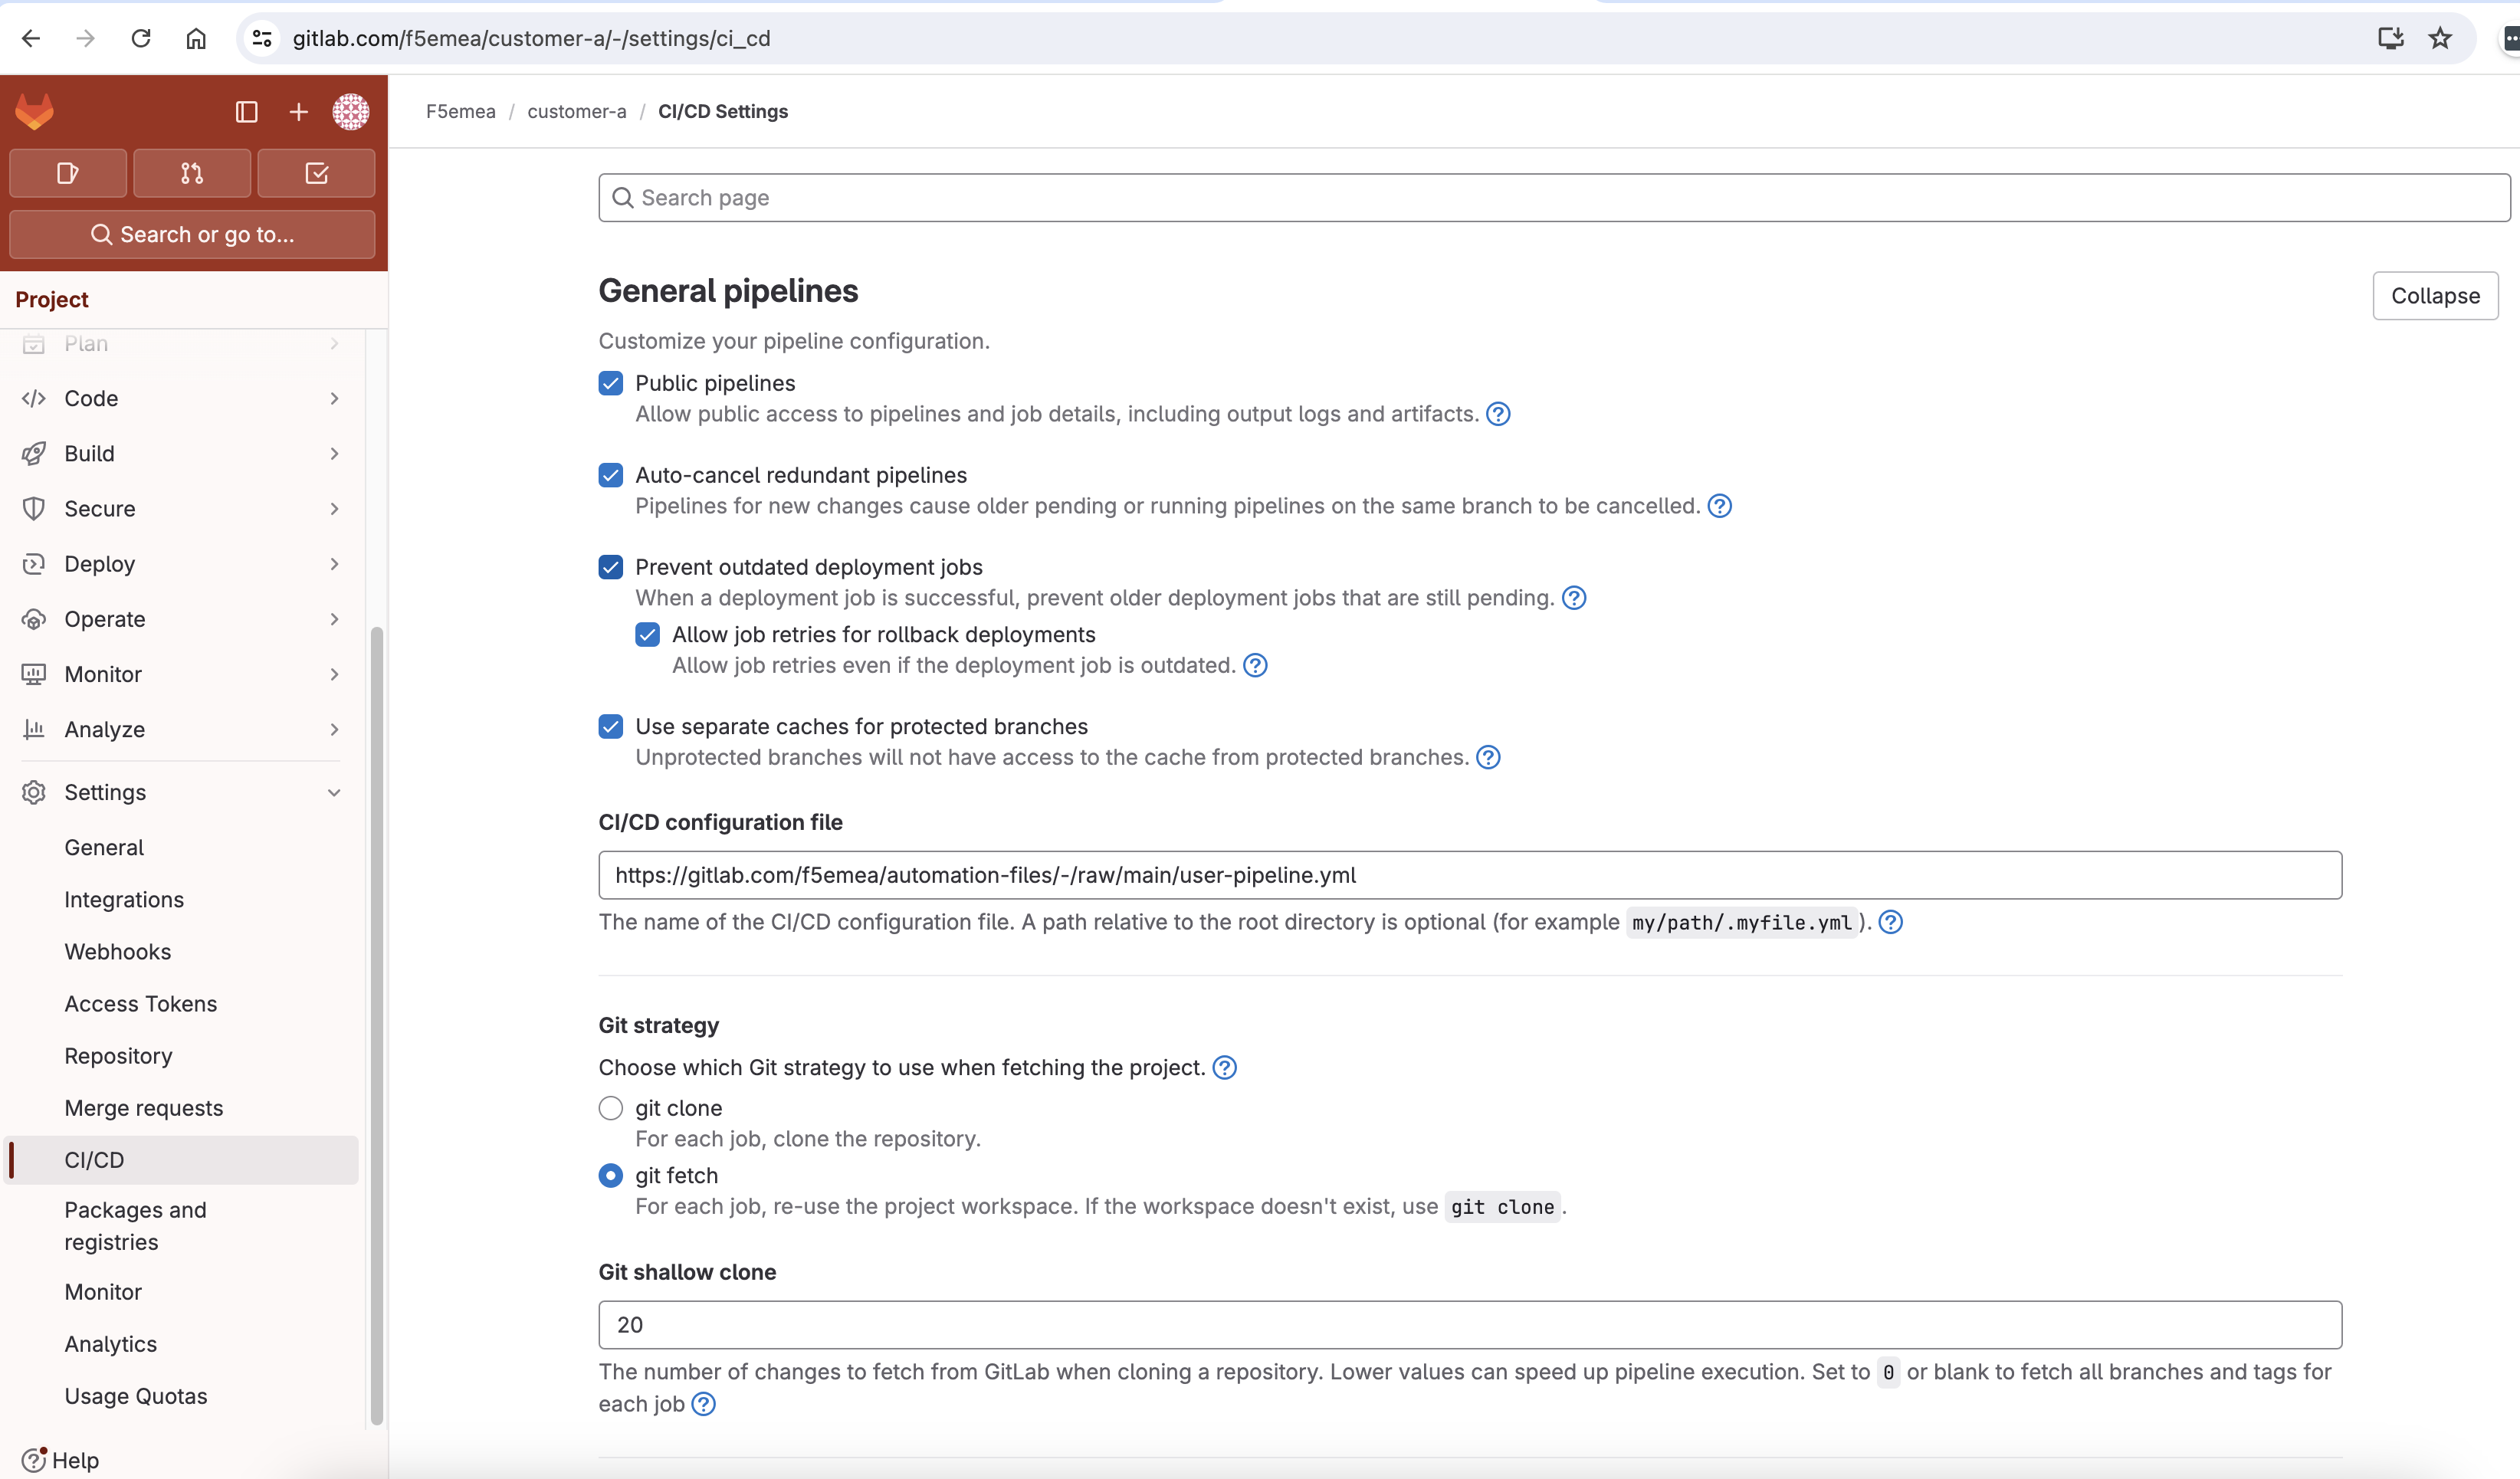 gitlab.com/f5emea/customer-a/-/settings/ci_cd
F5emea / customer-a / CI/CD Settings
Search or go to...
Project
Plan
Code
Build
Secure
Deploy
Operate
Monitor
Analyze
Settings
General
Integrations
Webhooks
Access Tokens
Repository
Merge requests
CI/CD
Packages and
registries
Monitor
Analytics
Usage Quotas
Help
Search page
General pipelines
Collapse
Customize your pipeline configuration.
Public pipelines
Allow public access to pipelines and job details, including output logs and artifacts.
Auto-cancel redundant pipelines
Pipelines for new changes cause older pending or running pipelines on the same branch to be cancelled.
Prevent outdated deployment jobs
When a deployment job is successful, prevent older deployment jobs that are still pending.
Allow job retries for rollback deployments
Allow job retries even if the deployment job is outdated.
Use separate caches for protected branches
Unprotected branches will not have access to the cache from protected branches.
CI/CD configuration file
https://gitlab.com/f5emea/automation-files/-/raw/main/user-pipeline.yml
The name of the CI/CD configuration file. A path relative to the root directory is optional (for example my/path/.myfile.yml).
Git strategy
Choose which Git strategy to use when fetching the project.
git clone
For each job, clone the repository.
git fetch
For each job, re-use the project workspace. If the workspace doesn't exist, use git clone.
Git shallow clone
20
The number of changes to fetch from GitLab when cloning a repository. Lower values can speed up pipeline execution. Set to 0 or blank to fetch all branches and tags for
each job